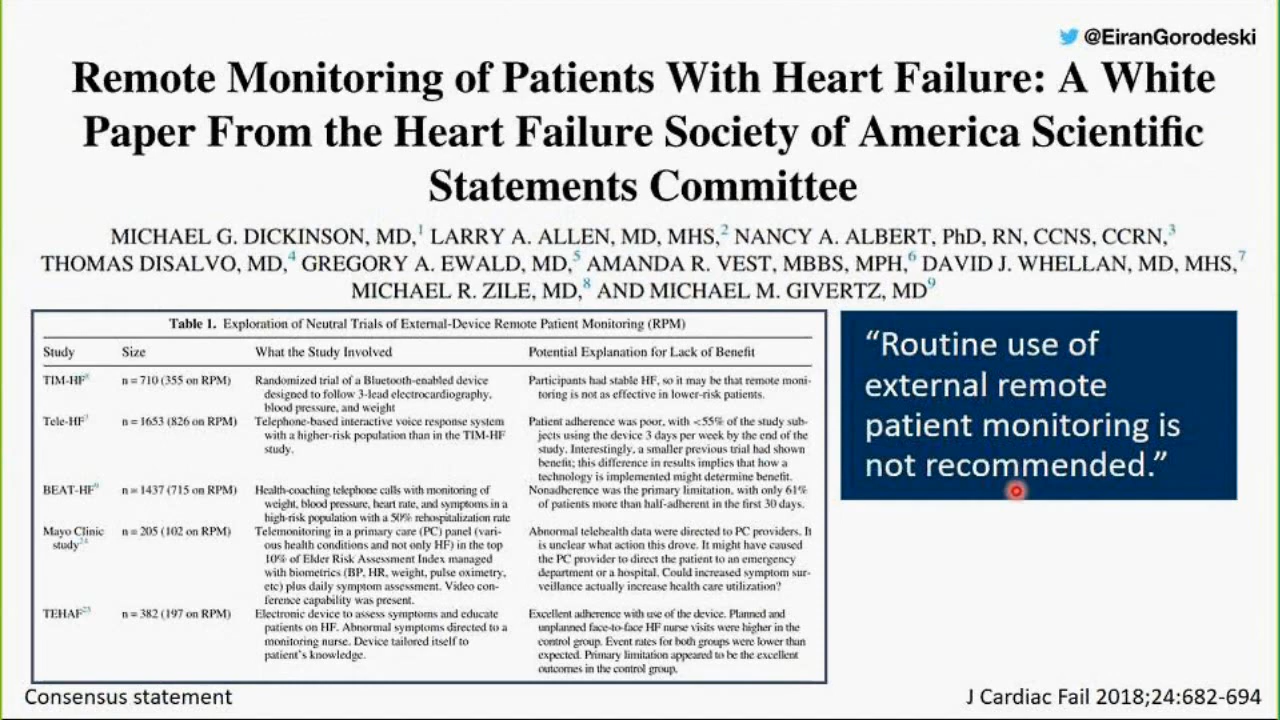 @EiranGorodeski
Remote Monitoring of Patients With Heart Failure: A White
Paper From the Heart Failure Society of America Scientific
Statements Committee
MICHAEL G. DICKINSON, MD,1 LARRY A. ALLEN, MD, MHS,2 NANCY A. ALBERT, PhD, RN, CCNS, CCRN,3
THOMAS DISALVO, MD,4 GREGORY A. EWALD, MD,5 AMANDA R. VEST, MBBS, MPH,6 DAVID J. WHELLAN, MD, MHS,7
MICHAEL R. ZILE, MD,8 AND MICHAEL M. GIVERTZ, MD9
Table 1. Exploration of Neutral Trials of External-Device Remote Patient Monitoring (RPM)
Study Size What the Study Involved Potential Explanation for Lack of Benefit
TIM-HF n = 710 (355 on RPM) Randomized trial of a Bluetooth-enabled device Participants had stable HF, so it may be that remote moni-
designed to follow 3-lead electrocardiography, toring is not as effective in lower-risk patients.
blood pressure, and weight
Tele-HF7 n = 1653 (826 on RPM) Telephone-based interactive voice response system Patient adherence was poor, with <55% of the study sub-
with a higher-risk population than in the TIM-HF jects using the device 3 days per week by the end of the
study. study. Interestingly, a smaller previous trial had shown
benefit; this difference in results implies that how a
technology is implemented might determine benefit.
BEAT-HF n = 1437 (715 on RPM) Health-coaching telephone calls with monitoring of Nonadherence was the primary limitation, with only 61%
weight, blood pressure, heart rate, and symptoms in a of patients more than half-adherent in the first 30 days.
high-risk population with a 50% rehospitalization rate
Mayo Clinic n = 205 (102 on RPM) Telemonitoring in a primary care (PC) panel (vari- Abnormal telehealth data were directed to PC providers. It
study24 ous health conditions and not only HF) in the top is unclear what action this drove. It might have caused
10% of Elder Risk Assessment Index managed the PC provider to direct the patient to an emergency
with biometrics (BP, HR, weight, pulse oximetry, department or a hospital. Could increased symptom sur-
etc) plus daily symptom assessment. Video con- veillance actually increase health care utilization?
ference capability was present.
TEHAF25 n = 382 (197 on RPM) Electronic device to assess symptoms and educate Excellent adherence with use of the device. Planned and
patients on HF. Abnormal symptoms directed to a unplanned face-to-face HF nurse visits were higher in the
monitoring nurse. Device tailored itself to control group. Event rates for both groups were lower than
patient's knowledge. expected. Primary limitation appeared to be the excellent
outcomes in the control group.
“Routine use of
external remote
patient monitoring is
not recommended.”
Consensus statement
J Cardiac Fail 2018;24:682-694